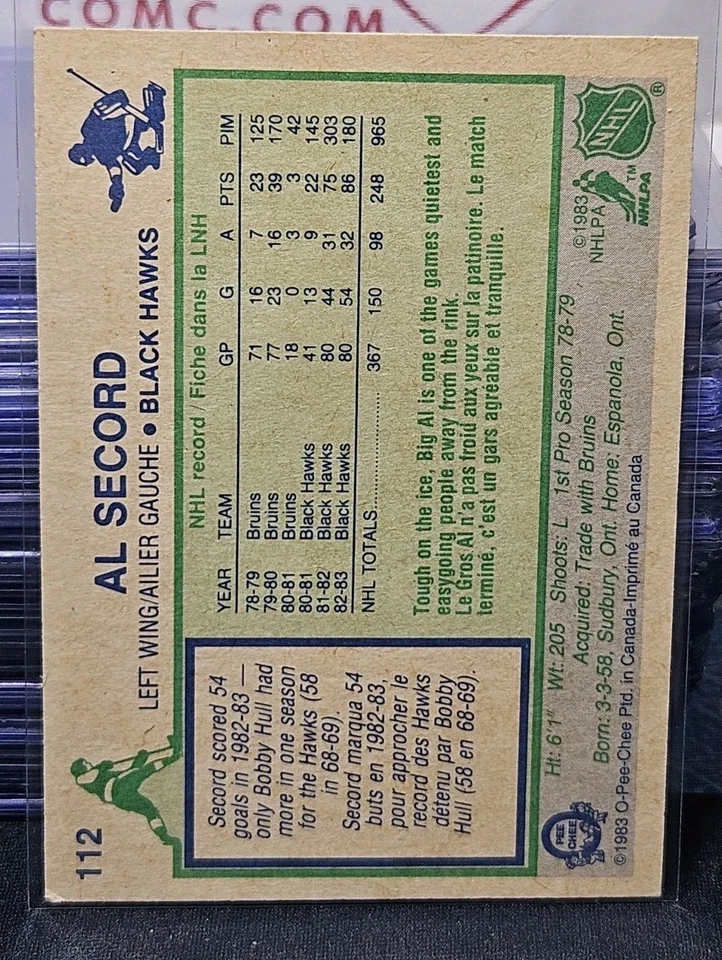 COMC.COM
112
AL SECORD
LEFT WING/AILIER GAUCHE • BLACK HAWKS
Secord scored 54
goals in 1982-83 —
only Bobby Hull had
more in one season
for the Hawks (58
in 68-69).
Secord marqua 54
buts en 1982-83,
pour approcher le
record des Hawks
détenu par Bobby
Hull (58 en 68-69).
NHL record / Fiche dans la LNH
YEAR TEAM GP G A PTS PIM
78-79 Bruins 71 16 7 23 125
79-80 Bruins 77 23 16 39 170
80-81 Bruins 18 0 3 3 42
80-81 Black Hawks 41 13 9 22 145
81-82 Black Hawks 80 44 31 75 303
82-83 Black Hawks 80 54 32 86 180
NHL TOTALS.................... 367 150 98 248 965
Tough on the ice, Big Al is one of the games quietest and
easygoing people away from the rink.
Le Gros Al n'a pas froid aux yeux sur la patinoire. Le match
terminé, c'est un gars agréable et tranquille.
Ht: 6'1" Wt: 205 Shoots: L 1st Pro Season 78-79
Acquired: Trade with Bruins
Born: 3-3-58, Sudbury, Ont. Home: Espanola, Ont.
©1983 O-Pee-Chee Ptd. in Canada-Imprimé au Canada
O
PEE
CHEE
©1983
NHLPA
TM
NHLPA
NHL
®